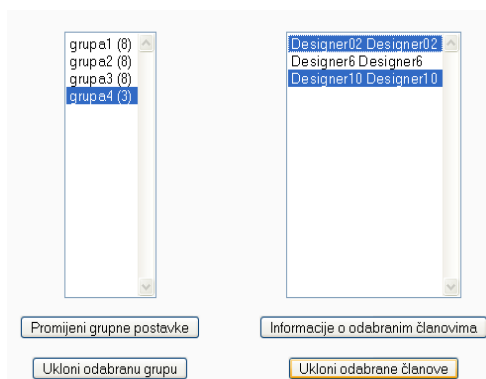 grupa1 (8)
grupa2 (8)
grupa3 (8)
grupa4 (3)
Designer02 Designer02
Designer6 Designer6
Designer10 Designer10
Promijeni grupne postavke
Informacije o odabranim članovima
Ukloni odabranu grupu
Ukloni odabrane članove